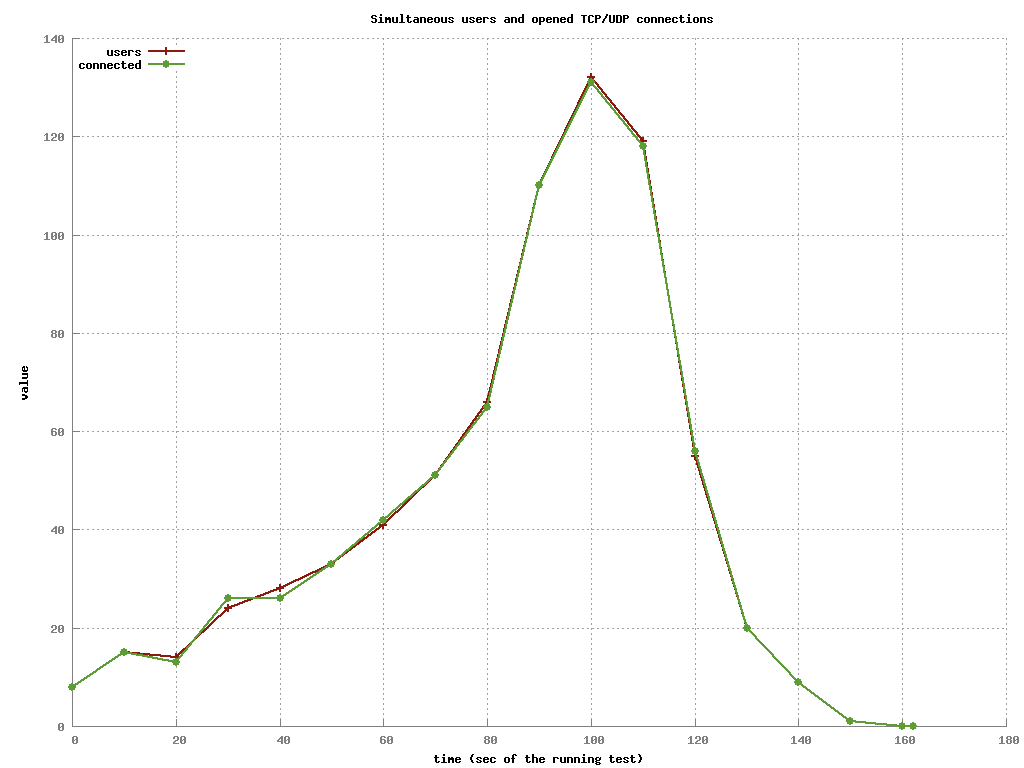 Simultaneous users and opened TCP/UDP connections
140
users
connected
120
100
80
value
60
40
20
0
0 20 40 60 80 100 120 140 160 180
time (sec of the running test)